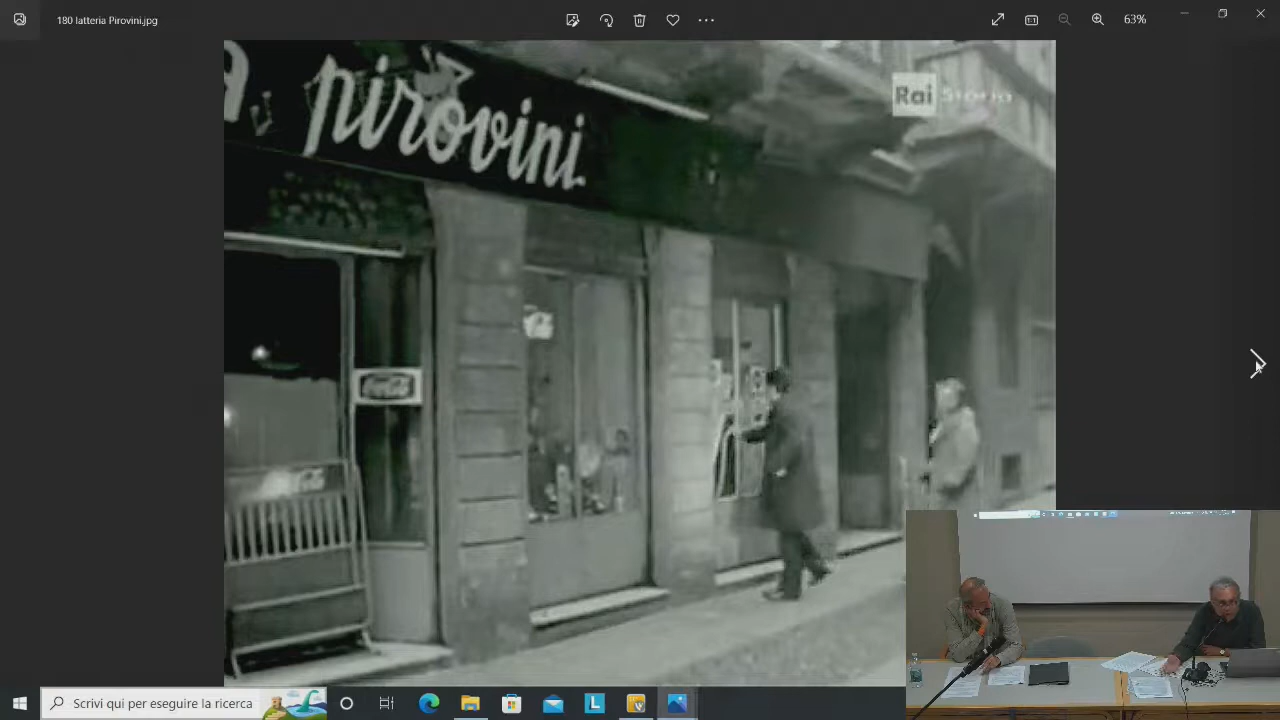 180 latteria Pirovini.jpg
63%
pirovini.
Rai Storia
Coca-Cola
Scrivi qui per eseguire la ricerca